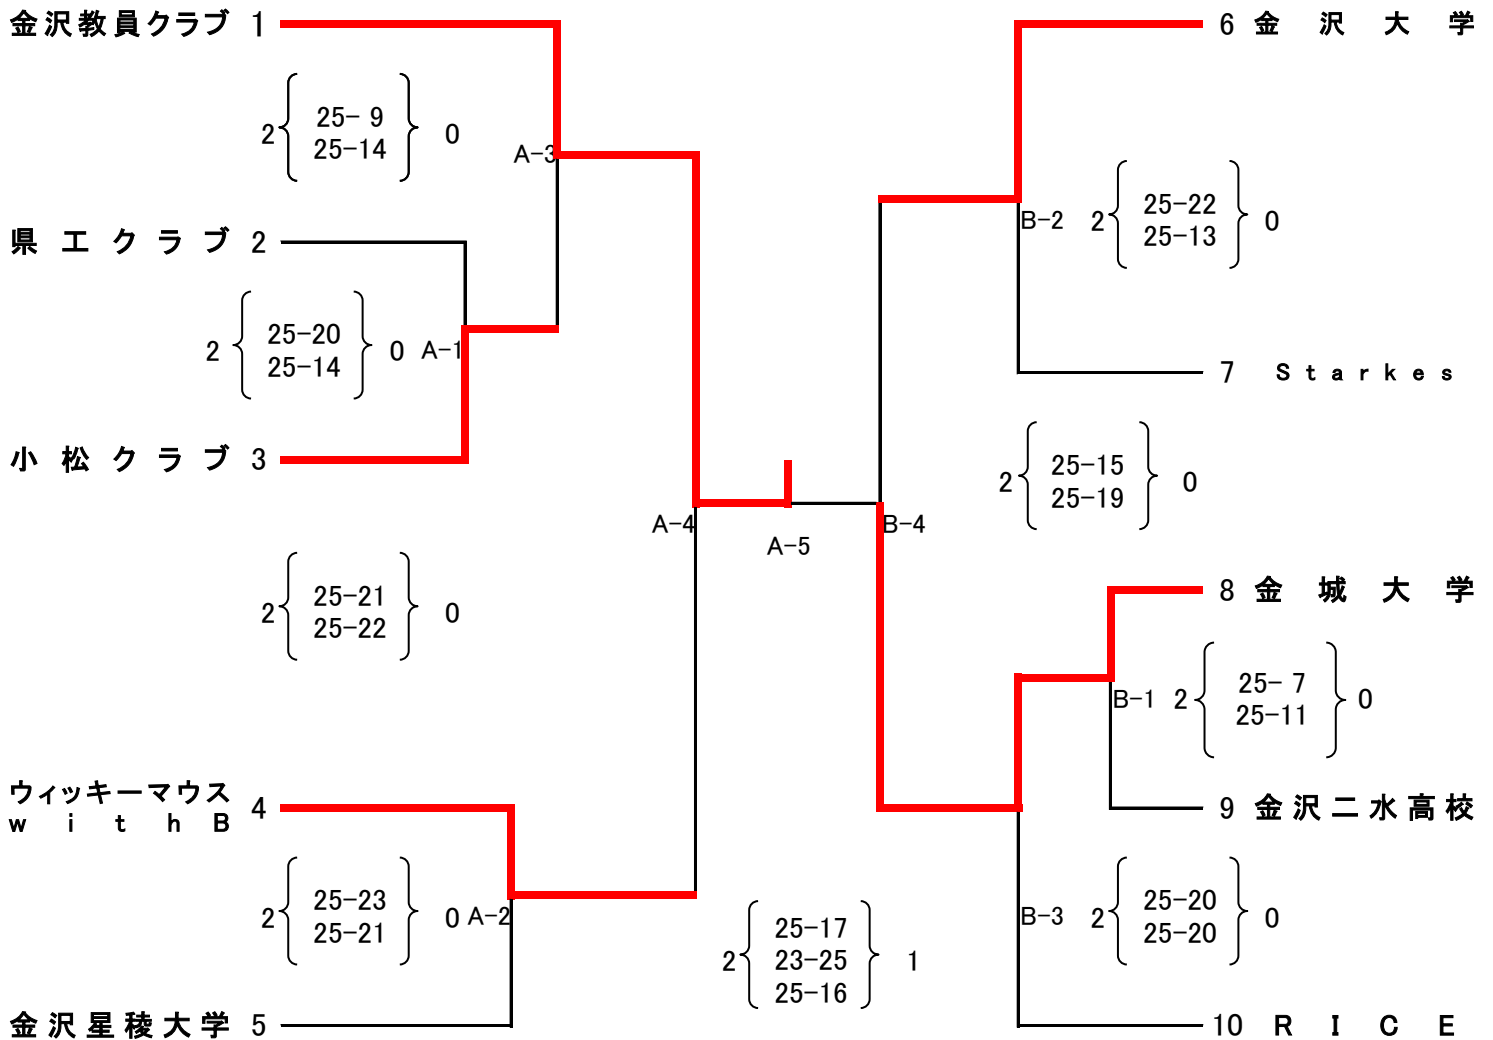 金沢教員クラブ 1
2 25- 9 0
25-14
A-3
県工クラブ 2
2 25-20 0
25-14
A-1
小松クラブ 3
A-4
2 25-21 0
25-22
ウィッキーマウス
withB 4
2 25-23 0
25-21
A-2
金沢星稜大学 5
A-5
2 25-17 1
23-25
25-16
6 金沢大学
B-2
2 25-22 0
25-13
7 Starkes
2 25-15 0
25-19
B-4
8 金城大学
B-1
2 25- 7 0
25-11
9 金沢二水高校
B-3
2 25-20 0
25-20
10 RICE